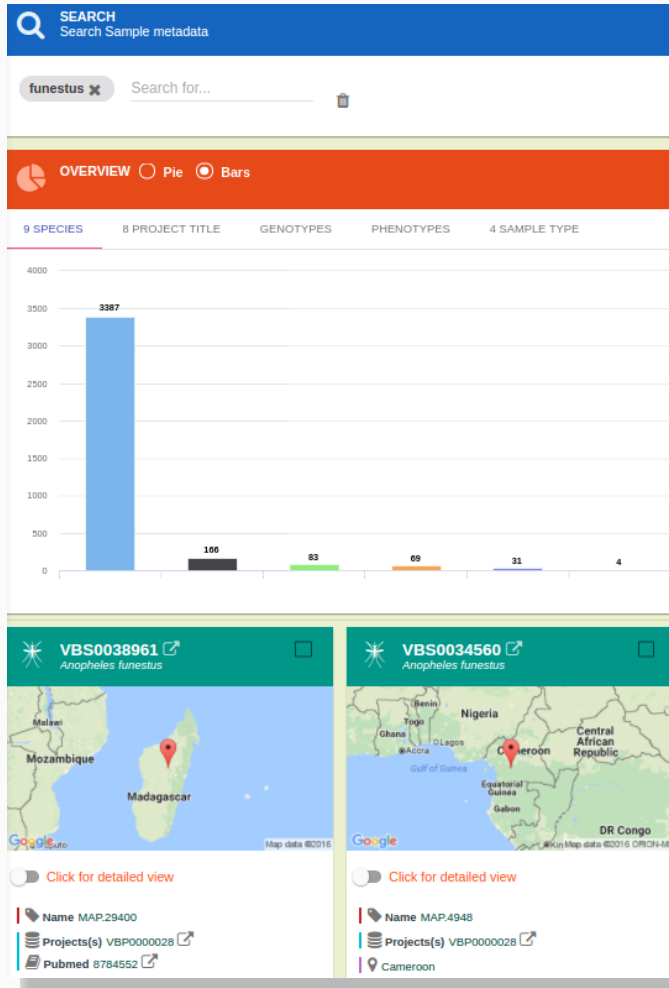 SEARCH
Search Sample metadata
funestus ✖ Search for...
OVERVIEW Pie Bars
9 SPECIES 8 PROJECT TITLE GENOTYPES PHENOTYPES 4 SAMPLE TYPE
4000
3500
3387
3000
2500
2000
1500
1000
500
166 83 69 31 4
0
VBS0038961
Anopheles funestus
Malawi
Mozambique
Madagascar
Google
Map data ©2016
VBS0034560
Anopheles funestus
Benin
Nigeria
Togo
Ghana
Lagos
Accra
Central
African
Republic
Gulf of Guinea
Equatorial
Guinea
Gabon
DR Congo
Google
Map data ©2016 ORION-M
Click for detailed view
Name MAP.29400
Projects(s) VBP0000028
Pubmed 8784552
Click for detailed view
Name MAP.4948
Projects(s) VBP0000028
Cameroon